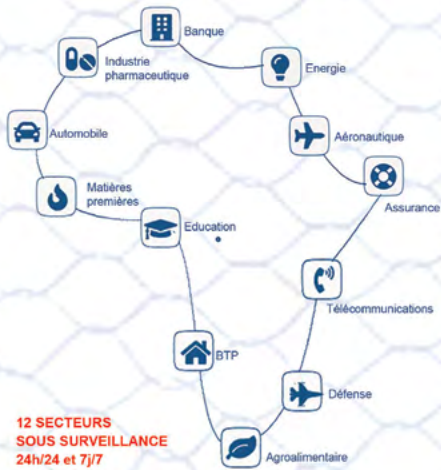 Banque
Industrie
pharmaceutique
Energie
Automobile
Aéronautique
Matières
premières
Assurance
Education
Télécommunications
BTP
Défense
12 SECTEURS
SOUS SURVEILLANCE
24h/24 et 7j/7
Agroalimentaire